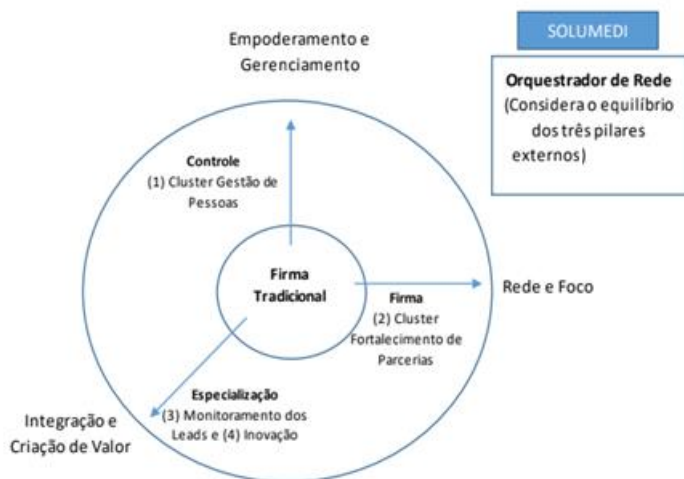 SOLUMEDI
Empoderamento e
Gerenciamento
Orquestrador de Rede
(Considera o equilíbrio
dos três pilares
externos)
Controle
(1) Cluster Gestão de
Pessoas
Firma
Tradicional
Rede e Foco
Firma
(2) Cluster
Fortalecimento de
Parcerias
Especialização
(3) Monitoramento dos
Leads e (4) Inovação
Integração e
Criação de Valor